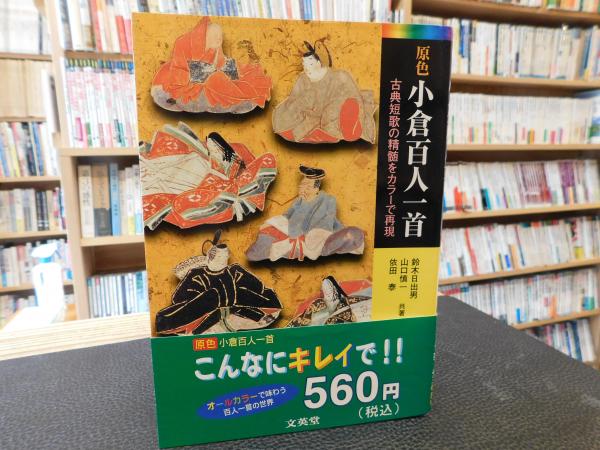 原色
小倉百人一首
古典短歌の精髄をカラーで再現
鈴木日出男
山口慎一
依田 泰
共著
原色 小倉百人一首
こんなにキレイで!!
オールカラーで味わう
百人一首の世界
560円
(税込)
文英堂